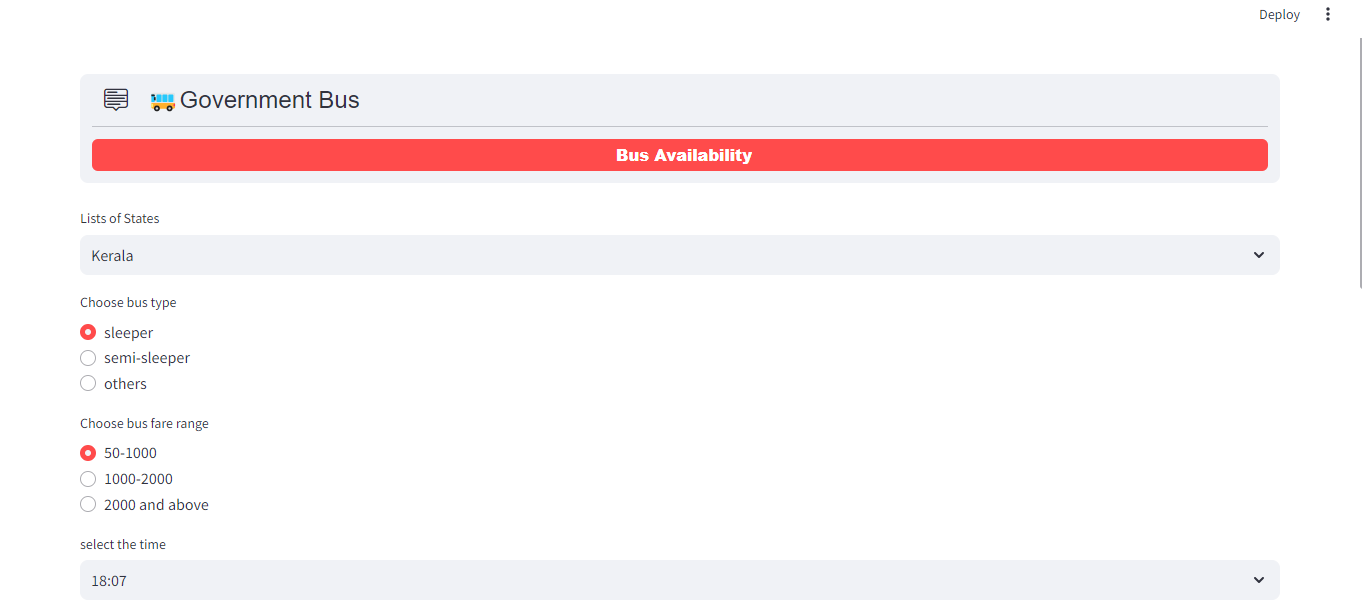 Deploy
Government Bus
Bus Availability
Lists of States
Kerala
Choose bus type
sleeper
semi-sleeper
others
Choose bus fare range
50-1000
1000-2000
2000 and above
select the time
18:07